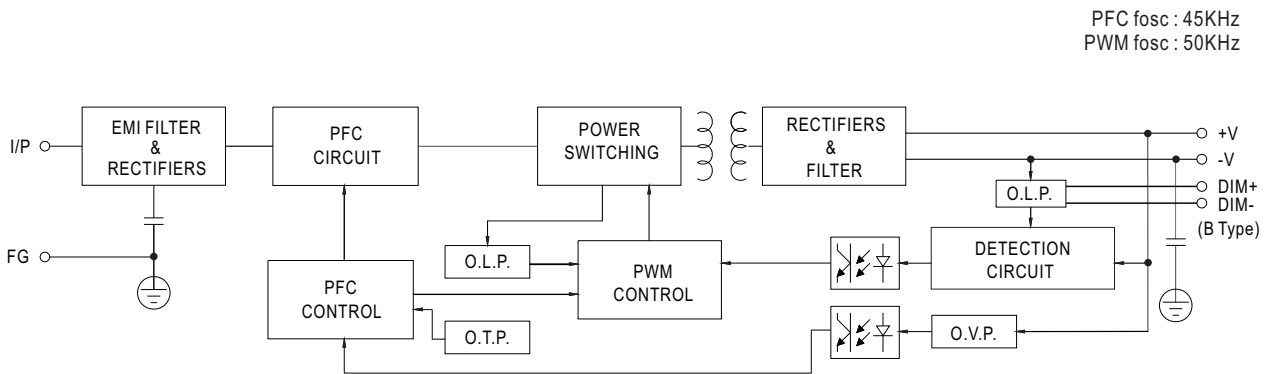 PFC fosc : 45KHz
PWM fosc : 50KHz
I/P
EMI FILTER
&
RECTIFIERS
PFC
CIRCUIT
POWER
SWITCHING
RECTIFIERS
&
FILTER
+V
-V
O.L.P.
DIM+
DIM-
(B Type)
FG
O.L.P.
PFC
CONTROL
PWM
CONTROL
DETECTION
CIRCUIT
O.T.P.
O.V.P.